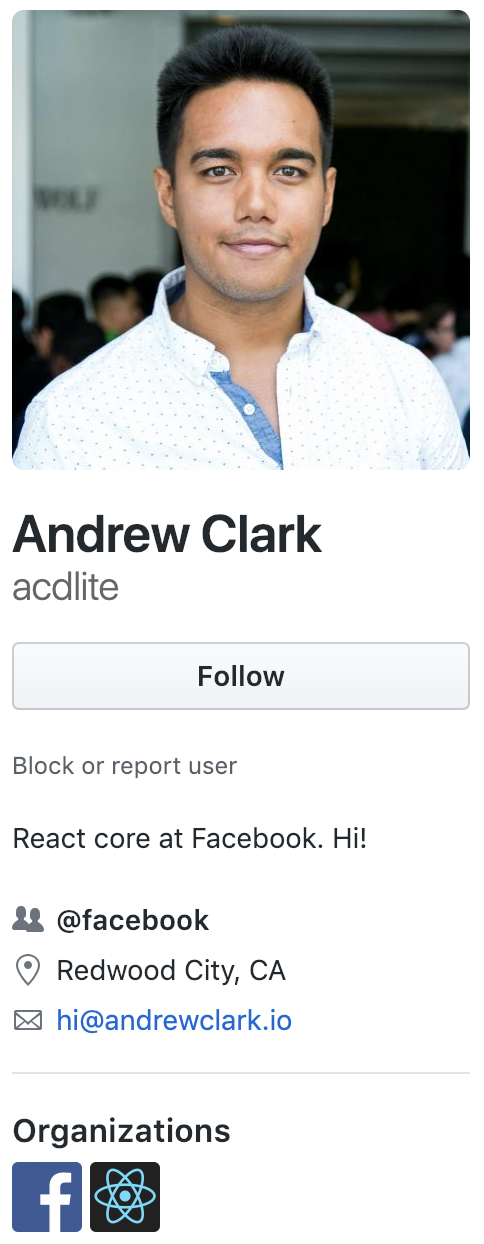 Andrew Clark
acdlite
Follow
Block or report user
React core at Facebook. Hi!
@facebook
Redwood City, CA
hi@andrewclark.io
Organizations